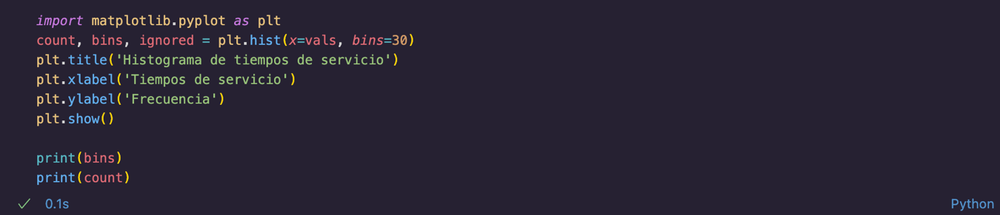 import matplotlib.pyplot as plt
count, bins, ignored = plt.hist(x=vals, bins=30)
plt.title('Histograma de tiempos de servicio')
plt.xlabel('Tiempos de servicio')
plt.ylabel('Frecuencia')
plt.show()
print(bins)
print(count)
0.1s
Python